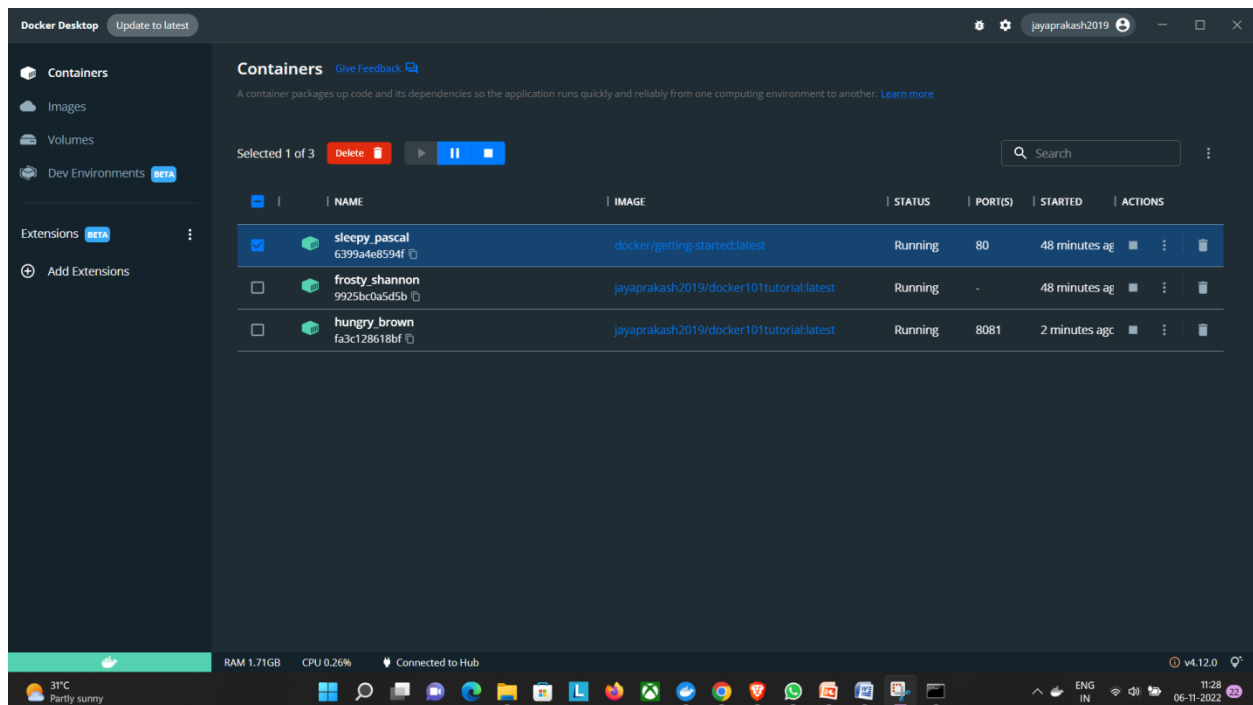 Docker Desktop Update to latest jayaprakash2019
Containers
Images
Volumes
Dev Environments BETA
Extensions BETA
Add Extensions
Containers Give Feedback
A container packages up code and its dependencies so the application runs quickly and reliably from one computing environment to another. Learn more
Selected 1 of 3 Delete Search
NAME IMAGE STATUS PORT(S) STARTED ACTIONS
sleepy_pascal docker/getting-started:latest Running 80 48 minutes ag
6399a4e8594f
frosty_shannon jayaprakash2019/docker101tutorial:latest Running - 48 minutes ag
9925bc0a5d5b
hungry_brown jayaprakash2019/docker101tutorial:latest Running 8081 2 minutes agc
fa3c128618bf
RAM 1.71GB CPU 0.26% Connected to Hub v4.12.0
31°C
Partly sunny
ENG
IN
11:28
06-11-2022
22